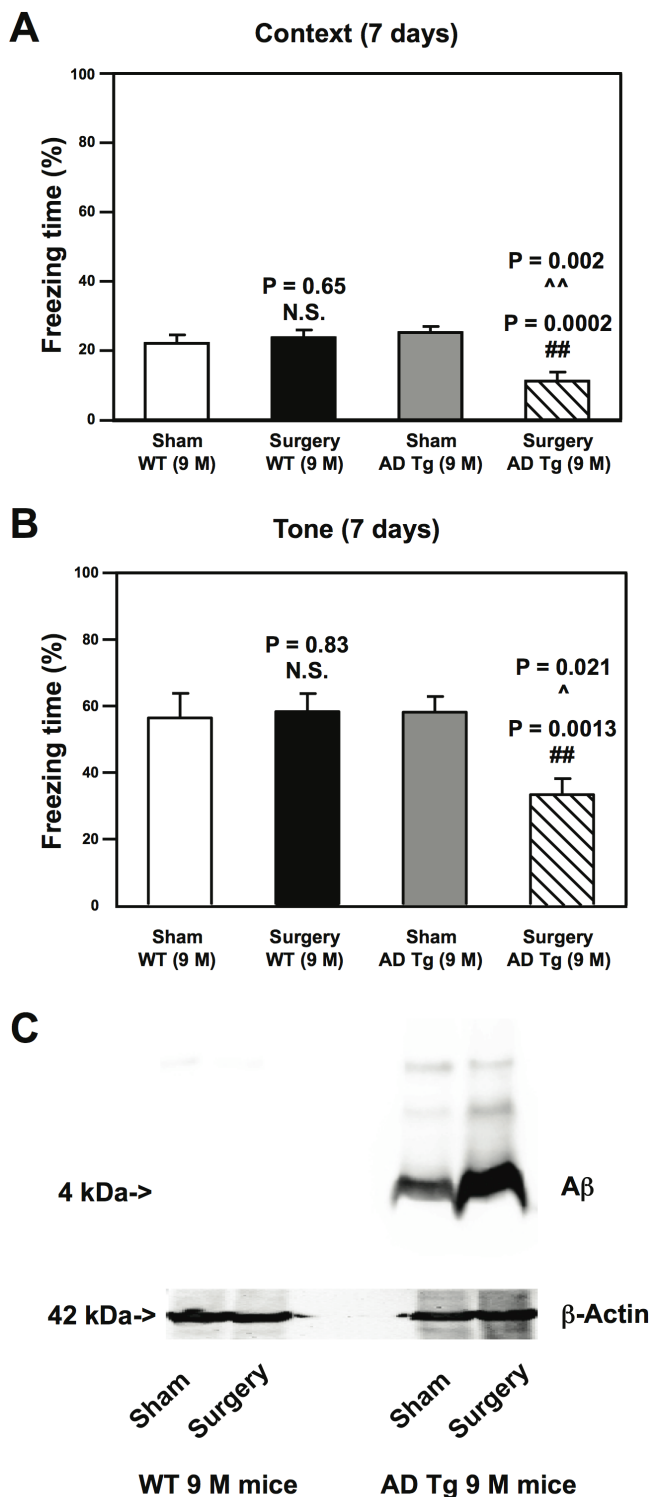 A
Context (7 days)
Freezing time (%)
100
80
60
40
20
0
P = 0.65
N.S.
P = 0.002
^^
P = 0.0002
##
Sham
WT (9 M)
Surgery
WT (9 M)
Sham
AD Tg (9 M)
Surgery
AD Tg (9 M)
B
Tone (7 days)
Freezing time (%)
100
80
60
40
20
0
P = 0.83
N.S.
P = 0.021
^
P = 0.0013
##
Sham
WT (9 M)
Surgery
WT (9 M)
Sham
AD Tg (9 M)
Surgery
AD Tg (9 M)
C
4 kDa->
Aβ
42 kDa->
β-Actin
Sham
Surgery
Sham
Surgery
WT 9 M mice
AD Tg 9 M mice